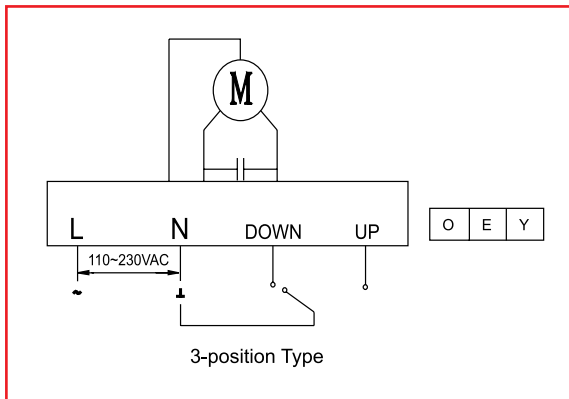 M
L N DOWN UP
O E Y
110~230VAC
~
3-position Type